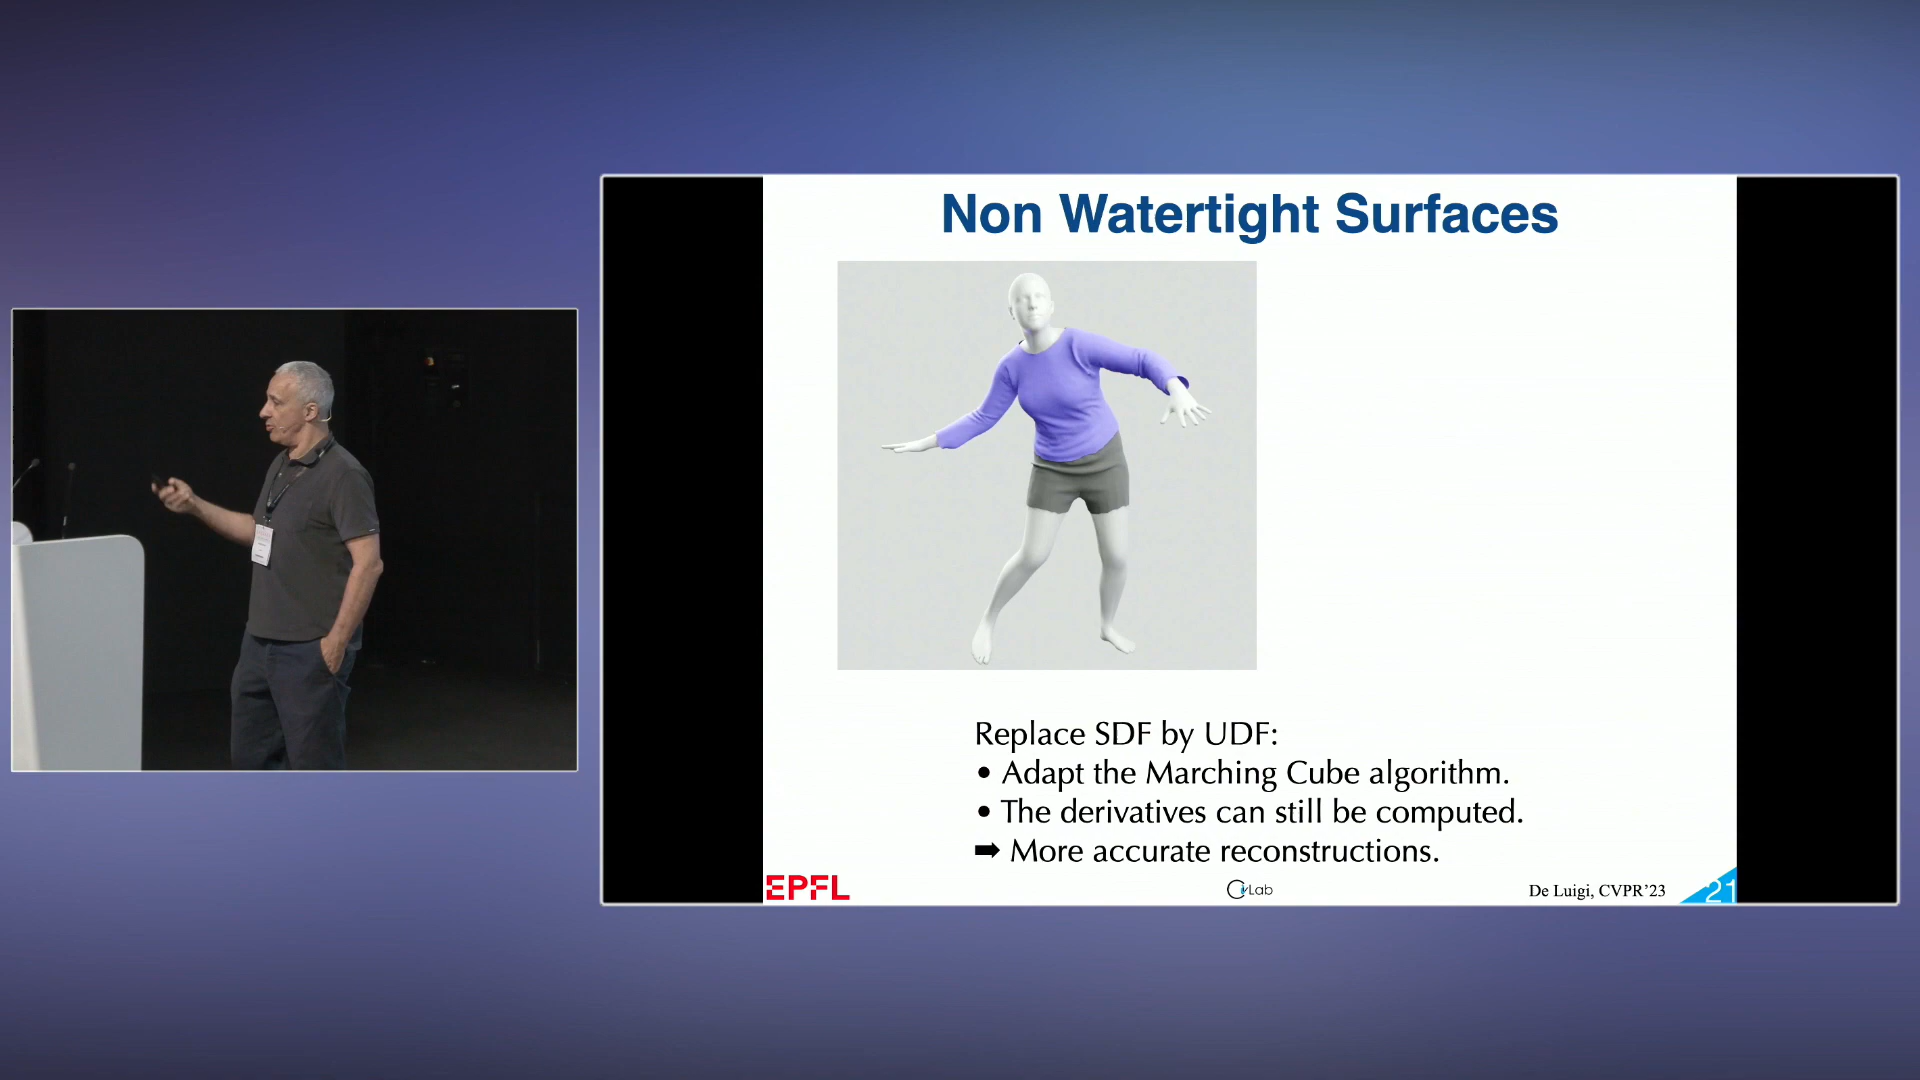 Non Watertight Surfaces
Replace SDF by UDF:
• Adapt the Marching Cube algorithm.
• The derivatives can still be computed.
➡ More accurate reconstructions.
EPFL
CvLab
De Luigi, CVPR'23
21